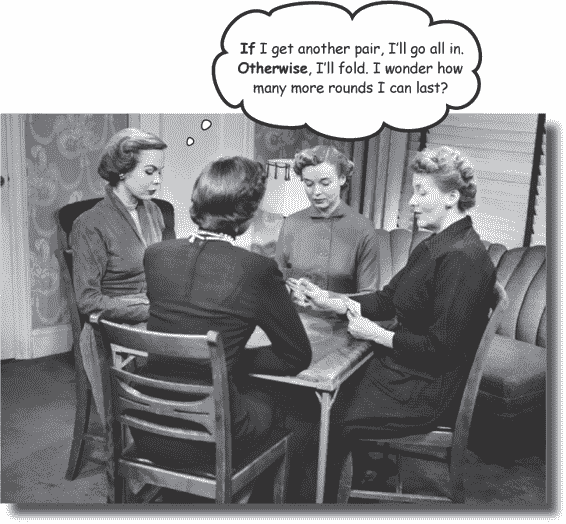 If I get another pair, I'll go all in.
Otherwise, I'll fold. I wonder how
many more rounds I can last?